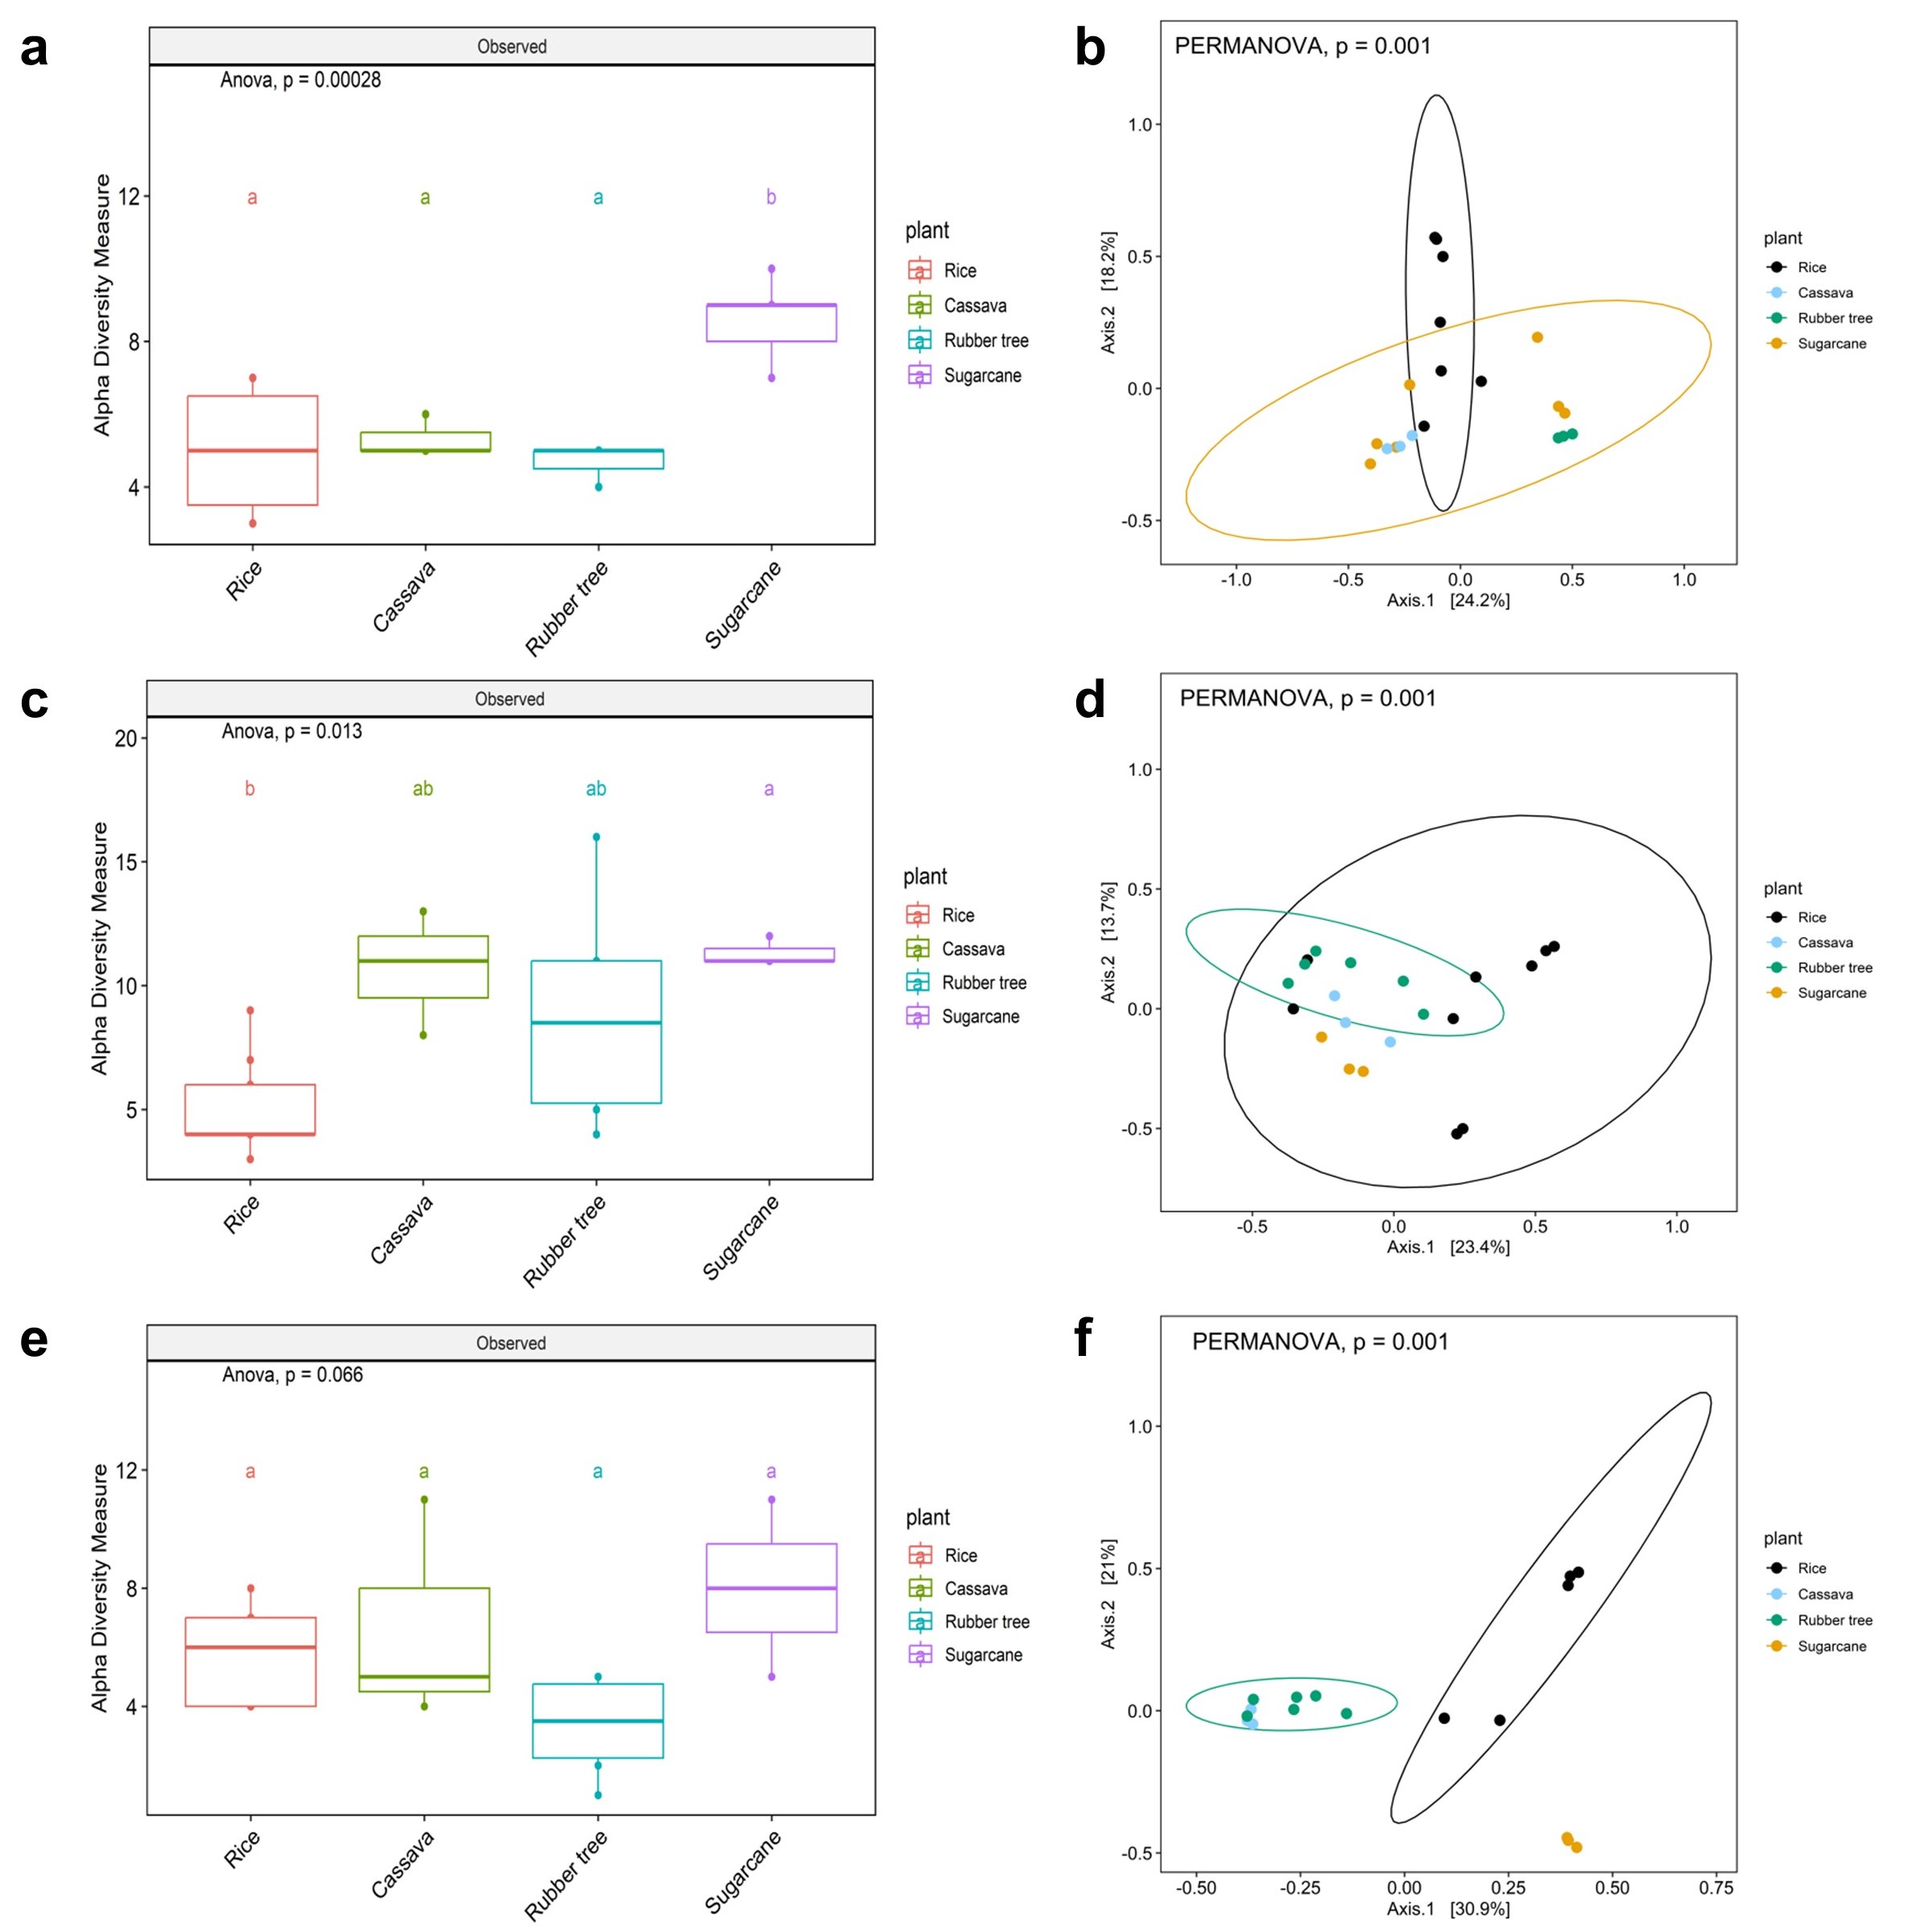 a
Observed
Anova, p = 0.00028
Alpha Diversity Measure
12
8
4
a
a
a
b
Rice
Cassava
Rubber tree
Sugarcane
plant
a Rice
a Cassava
a Rubber tree
a Sugarcane
b
PERMANOVA, p = 0.001
Axis.2 [18.2%]
1.0
0.5
0.0
-0.5
-1.0
-0.5
0.0
0.5
1.0
Axis.1 [24.2%]
plant
Rice
Cassava
Rubber tree
Sugarcane
c
Observed
Anova, p = 0.013
Alpha Diversity Measure
20
15
10
5
b
ab
ab
a
Rice
Cassava
Rubber tree
Sugarcane
plant
a Rice
a Cassava
a Rubber tree
a Sugarcane
d
PERMANOVA, p = 0.001
Axis.2 [13.7%]
1.0
0.5
0.0
-0.5
-0.5
0.0
0.5
1.0
Axis.1 [23.4%]
plant
Rice
Cassava
Rubber tree
Sugarcane
e
Observed
Anova, p = 0.066
Alpha Diversity Measure
12
8
4
a
a
a
a
Rice
Cassava
Rubber tree
Sugarcane
plant
a Rice
a Cassava
a Rubber tree
a Sugarcane
f
PERMANOVA, p = 0.001
Axis.2 [21%]
1.0
0.5
0.0
-0.5
-0.50
-0.25
0.00
0.25
0.50
0.75
Axis.1 [30.9%]
plant
Rice
Cassava
Rubber tree
Sugarcane